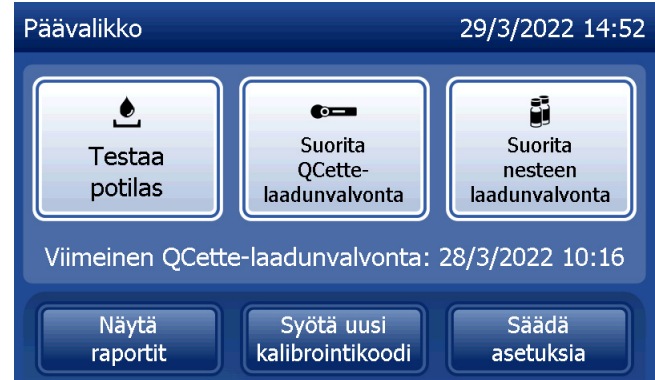 Päävalikko 29/3/2022 14:52
Testaa
potilas
Suorita
QCette-
laadunvalvonta
Suorita
nesteen
laadunvalvonta
Viimeinen QCette-laadunvalvonta: 28/3/2022 10:16
Näytä
raportit
Syötä uusi
kalibrointikoodi
Säädä
asetuksia